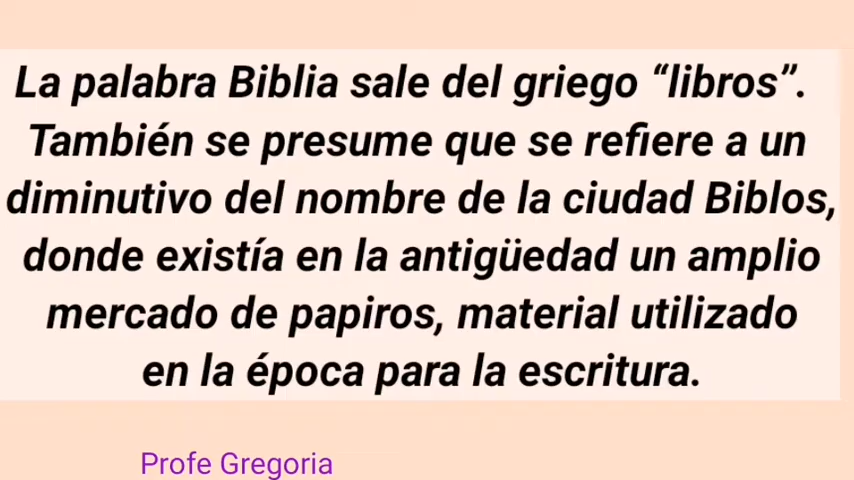 La palabra Biblia sale del griego “libros”.
También se presume que se refiere a un
diminutivo del nombre de la ciudad Biblos,
donde existía en la antigüedad un amplio
mercado de papiros, material utilizado
en la época para la escritura.
Profe Gregoria